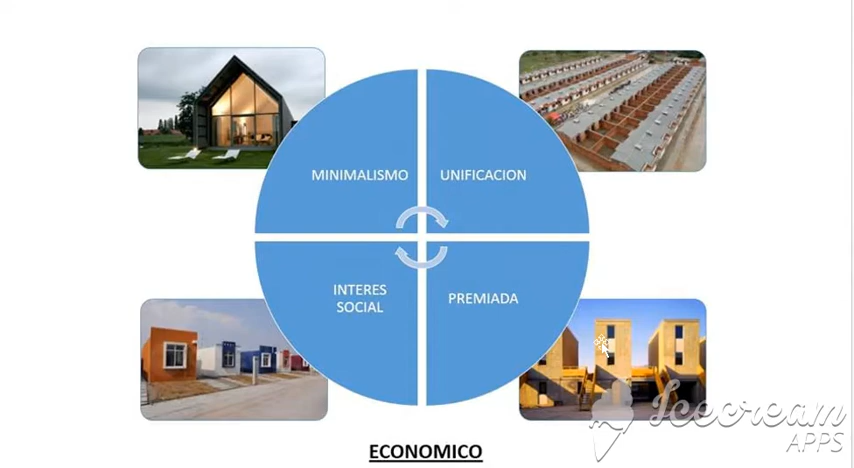 MINIMALISMO
UNIFICACION
INTERES
SOCIAL
PREMIADA
ECONOMICO
Icecream
APPS